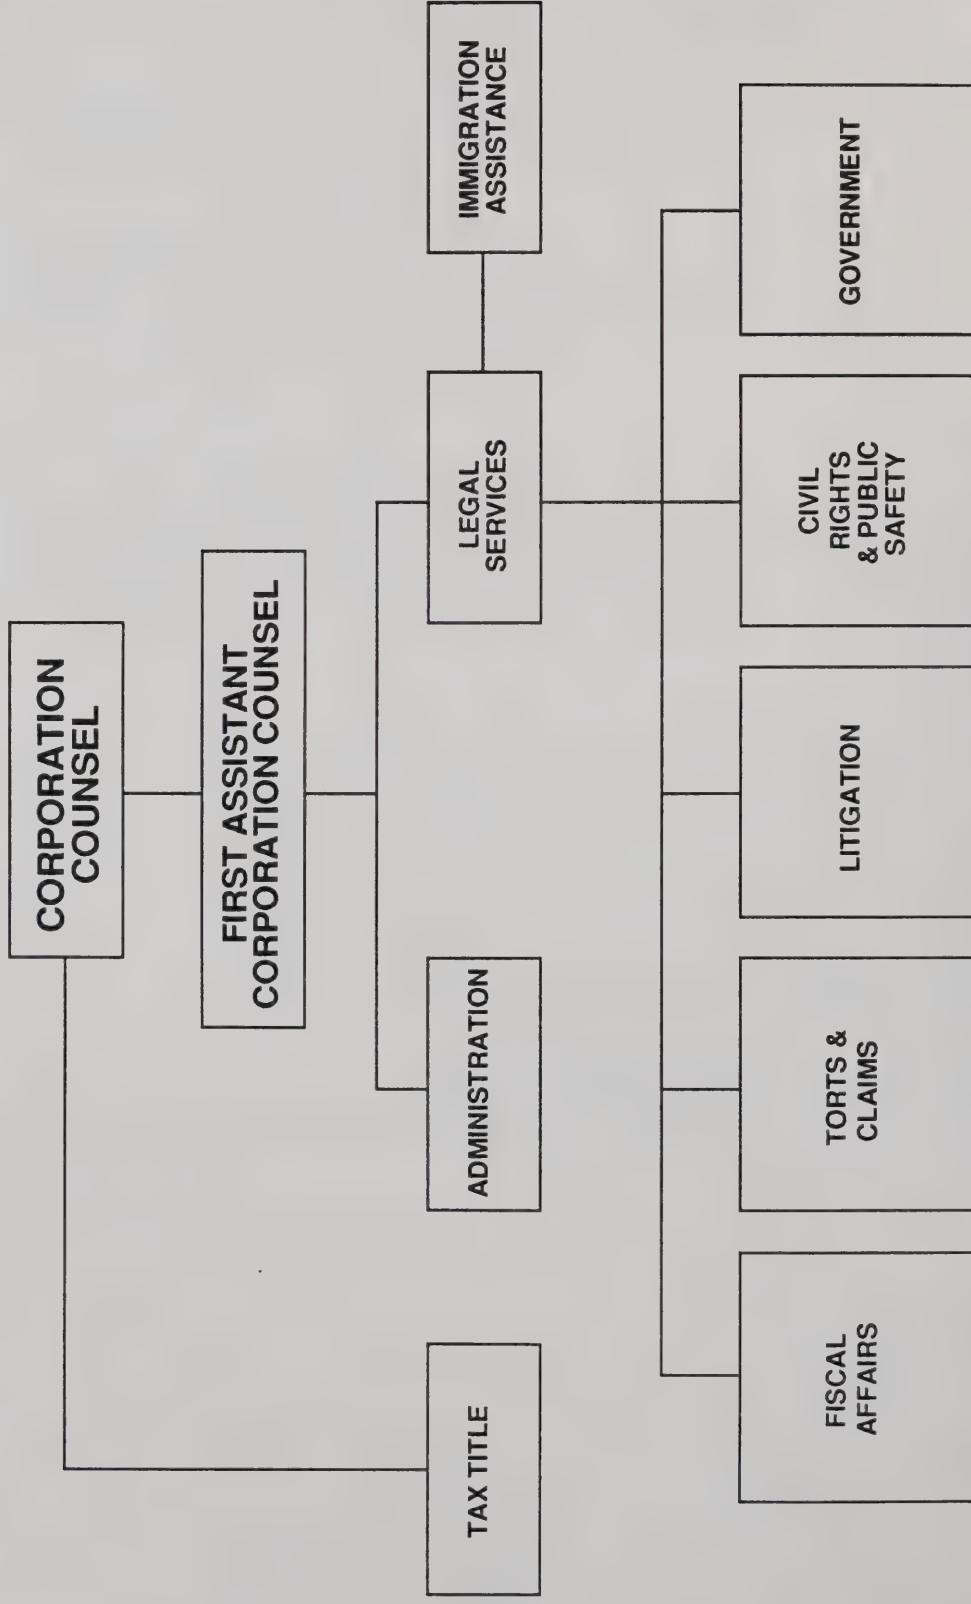 CORPORATION
COUNSEL
FIRST ASSISTANT
CORPORATION COUNSEL
TAX TITLE
ADMINISTRATION
LEGAL
SERVICES
IMMIGRATION
ASSISTANCE
FISCAL
AFFAIRS
TORTS &
CLAIMS
LITIGATION
CIVIL
RIGHTS
& PUBLIC
SAFETY
GOVERNMENT